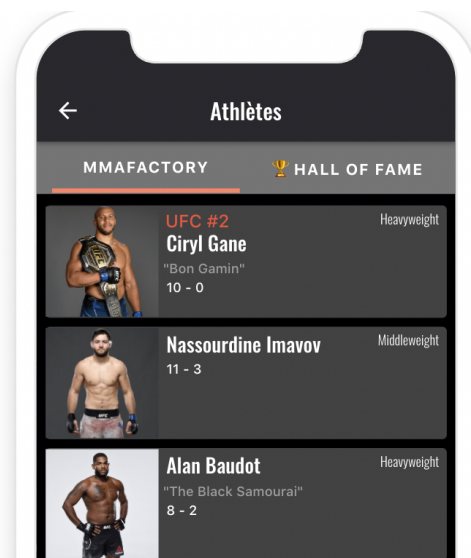 Athlètes
MMAFACTORY
🏆 HALL OF FAME
UFC #2
Heavyweight
Ciryl Gane
"Bon Gamin"
10 - 0
Nassourdine Imavov
Middleweight
11 - 3
Alan Baudot
Heavyweight
"The Black Samourai"
8 - 2